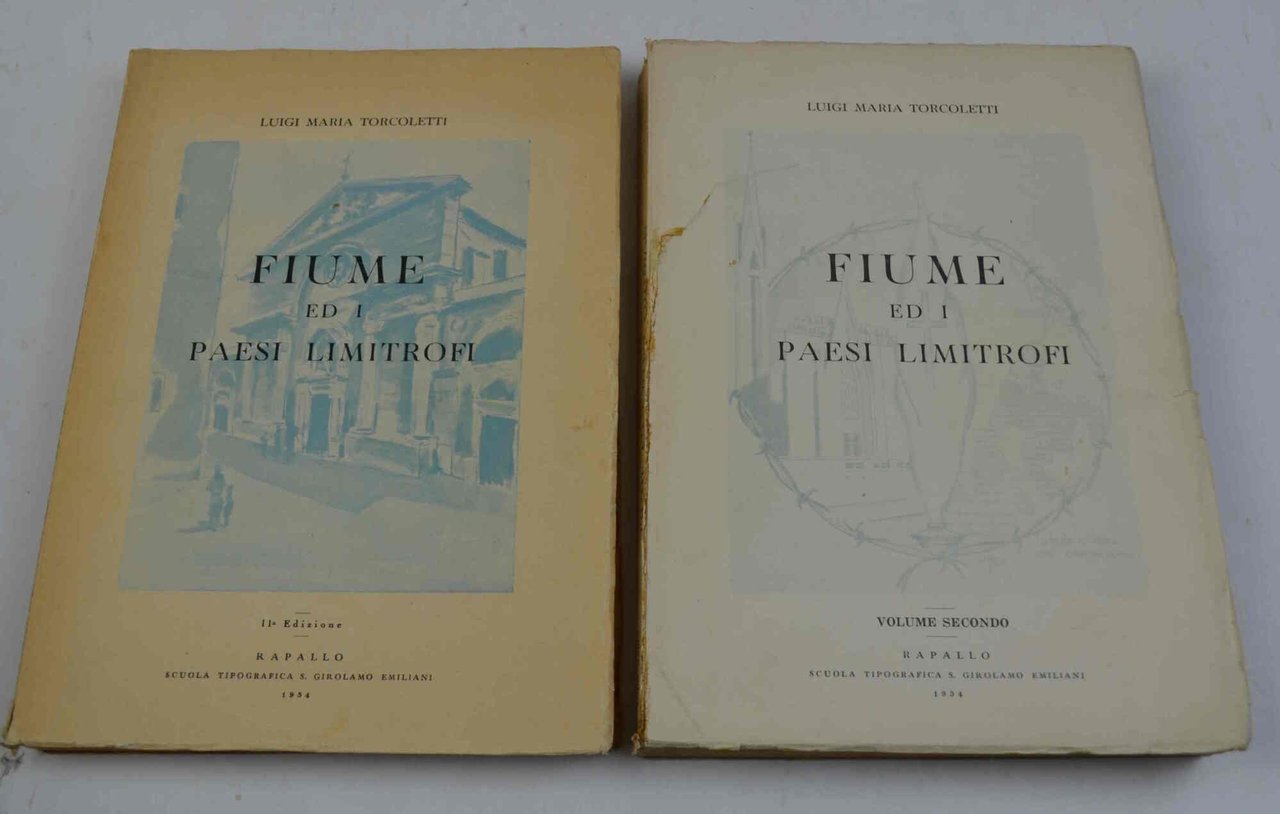 LUIGI MARIA TORCOLETTI
FIUME
ED I
PAESI LIMITROFI
11ª Edizione
RAPALLO
SCUOLA TIPOGRAFICA S. GIROLAMO EMILIANI
1954
LUIGI MARIA TORCOLETTI
FIUME
ED I
PAESI LIMITROFI
VOLUME SECONDO
RAPALLO
SCUOLA TIPOGRAFICA S. GIROLAMO EMILIANI
1954